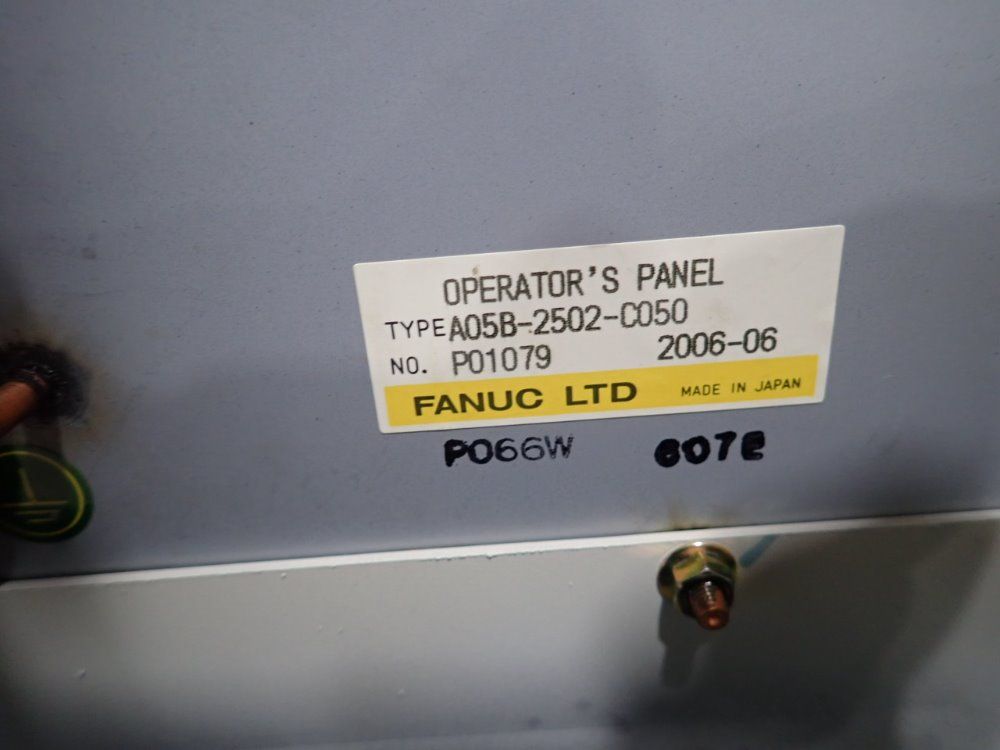 OPERATOR'S PANEL
TYPE A05B-2502-C050
NO. P01079 2006-06
FANUC LTD MADE IN JAPAN
P066W 607E